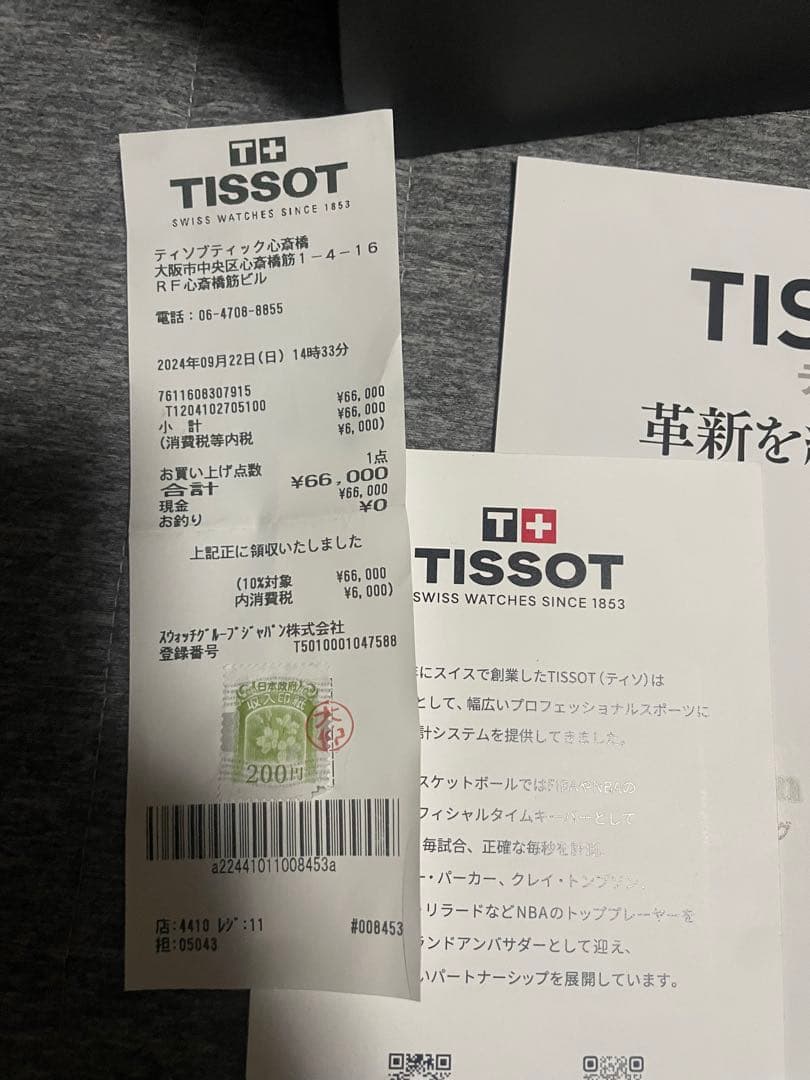 T+
TISSOT
SWISS WATCHES SINCE 1853
ティソブティック心斎橋
大阪市中央区心斎橋筋1-4-16
RF心斎橋筋ビル
電話:06-4708-8855
2024年09月22日(日) 14時33分
7611608307915 ¥66,000
T1204102705100 ¥66,000
小 計 ¥6,000)
(消費税等内税
お買い上げ点数 1点
合計 ¥66,000
現金 ¥66,000
お釣り ¥0
上記正に領収いたしました
(10%対象 ¥66,000
内消費税 ¥6,000)
スウォッチグループジャパン株式会社
登録番号 T5010001047588
日本政府
収入印紙
200円
a22441011008453a
店:4410 レジ:11 #008453
担:05043
TIS
革新を
T+
TISSOT
SWISS WATCHES SINCE 1853
にスイスで創業したTISSOT(ティソ)は
として、幅広いプロフェッショナルスポーツに
計システムを提供してきました。
スケットボールではFIBAやNBAの
フィシャルタイムキーパーとして
毎試合、正確な毎秒を計測。
ー・パーカー、クレイ・トンプソン、
リラードなどNBAのトッププレーヤーを
ランドアンバサダーとして迎え、
いパートナーシップを展開しています。